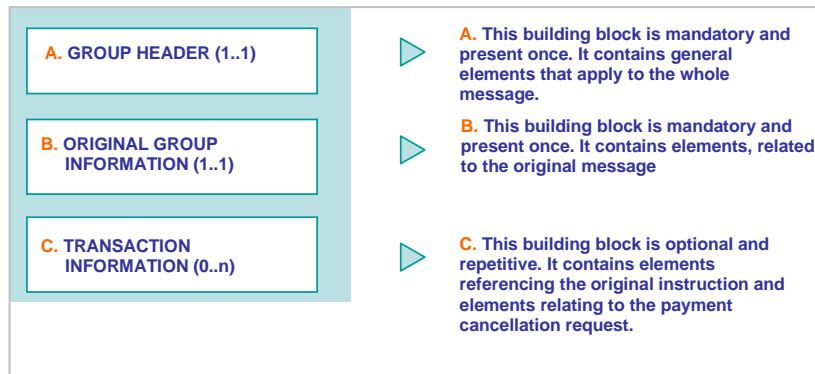 A. GROUP HEADER (1..1)
A. This building block is mandatory and
present once. It contains general
elements that apply to the whole
message.
B. ORIGINAL GROUP
INFORMATION (1..1)
B. This building block is mandatory and
present once. It contains elements, related
to the original message
C. TRANSACTION
INFORMATION (0..n)
C. This building block is optional and
repetitive. It contains elements
referencing the original instruction and
elements relating to the payment
cancellation request.